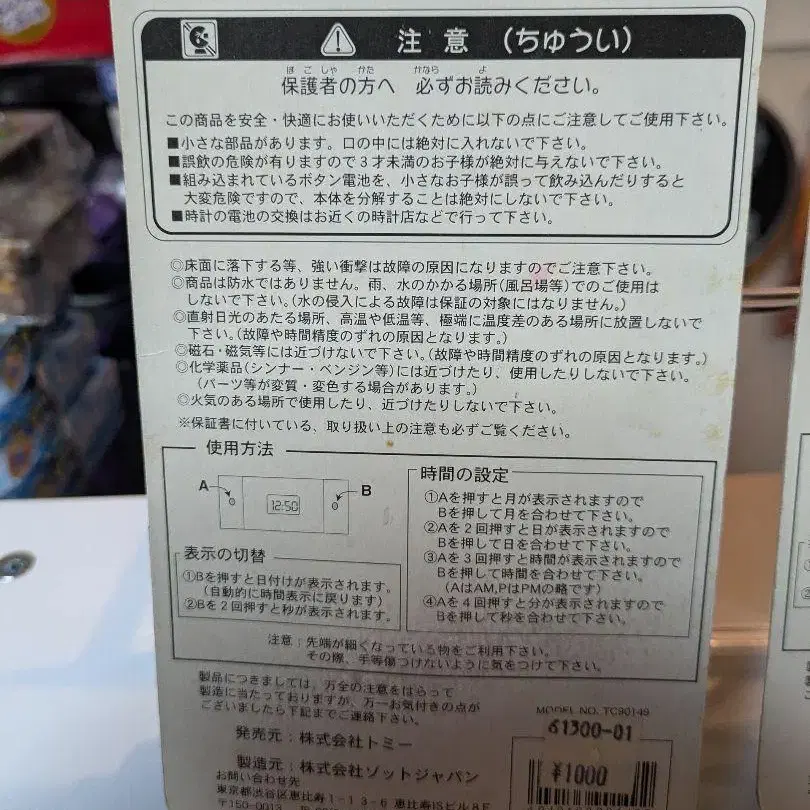 注意（ちゅうい）
保護者の方へ 必ずお読みください。
この商品を安全・快適にお使いいただくために以下の点にご注意してご使用下さい。
■小さな部品があります。口の中には絶対に入れないで下さい。
■誤飲の危険が有りますので３才未満のお子様が絶対に与えないで下さい。
■組み込まれているボタン電池を、小さなお子様が誤って飲み込んだりすると
大変危険ですので、本体を分解することは絶対にしないで下さい。
■時計の電池の交換はお近くの時計店などで行って下さい。
◎床面に落下する等、強い衝撃は故障の原因になりますのでご注意下さい。
◎商品は防水ではありません。雨、水のかかる場所(風呂場等)でのご使用は
しないで下さい。(水の侵入による故障は保証の対象にはなりません。)
◎直射日光のあたる場所、高温や低温等、極端に温度差のある場所に放置しないで
下さい。(故障や時間精度のずれの原因となります。)
◎磁石・磁気等には近づけないで下さい。(故障や時間精度のずれの原因となります。)
◎化学薬品(シンナー・ベンジン等)には近づけたり、使用したりしないで下さい。
(パーツ等が変質・変色する場合があります。)
◎火気のある場所で使用したり、近づけたりしないで下さい。
※保証書に付いている、取り扱い上の注意も必ずご覧ください。
使用方法
A
B
12:50
表示の切替
①Bを押すと日付けが表示されます。
(自動的に時間表示に戻ります)
②Bを２回押すと秒が表示されます。
時間の設定
①Aを押すと月が表示されますので
Bを押して月を合わせて下さい。
②Aを２回押すと日が表示されますので
Bを押して日を合わせて下さい。
③Aを３回押すと時間が表示されますので
Bを押して時間を合わせて下さい。
(AはAM,PはPMの略です)
④Aを４回押すと分が表示されますので
Bを押して秒を合わせて下さい。
注意：先端が細くなっている物をご利用下さい。
その際、手等傷つけないように気をつけて下さい。
製品につきましては、万全の注意をはらって
製造に当たっておりますが、万一お気付きの点が
ございましたら下記までご連絡下さい。
発売元：株式会社トミー
製造元：株式会社ゾットジャパン
お問い合わせ先
東京都渋谷区恵比寿1-13-6 恵比寿ISビル8F
〒150-0013
MODEL NO. TC90149
61300-01
¥1000